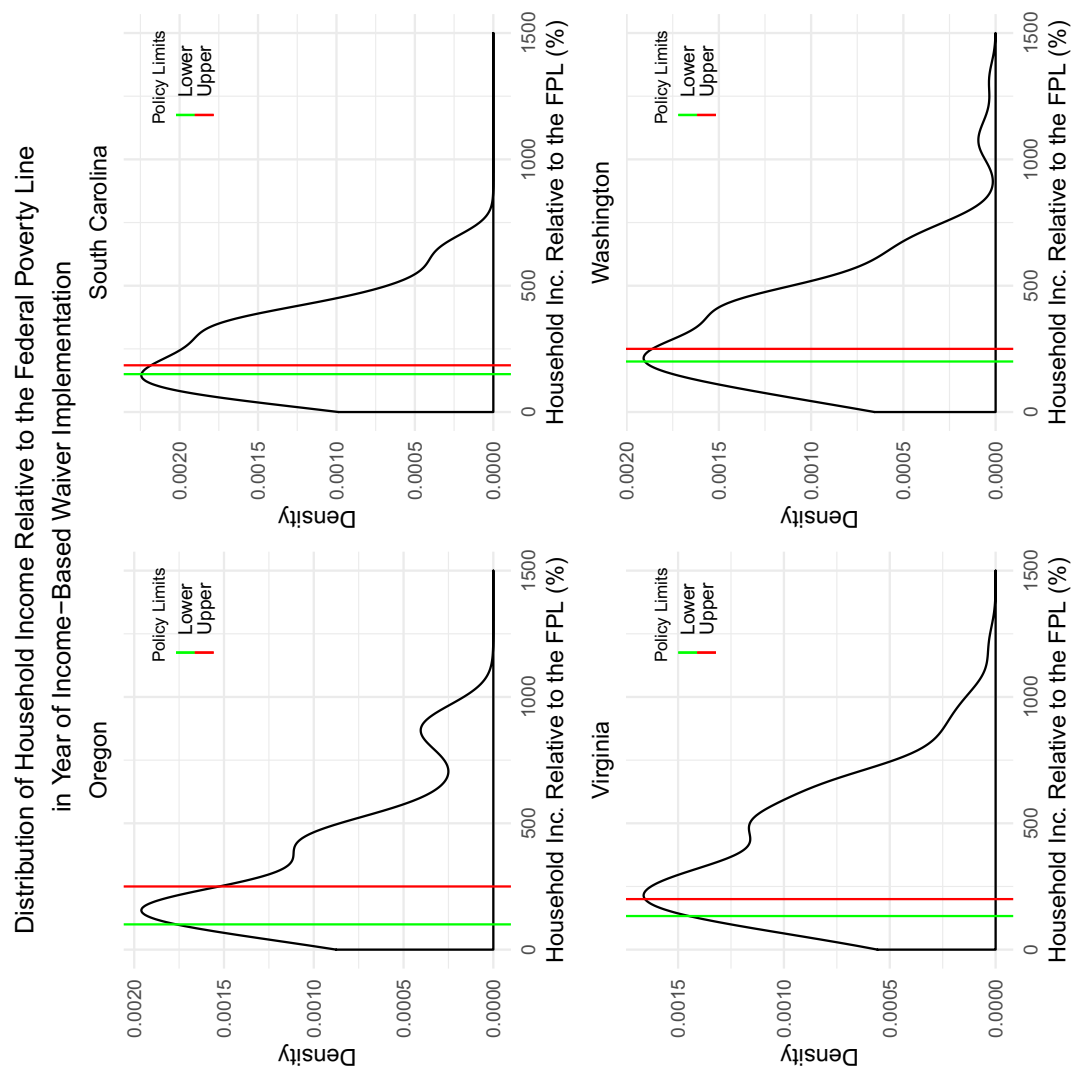 Distribution of Household Income Relative to the Federal Poverty Line
in Year of Income−Based Waiver Implementation
Oregon
Density
0.0000
0.0005
0.0010
0.0015
0.0020
0
500
1000
1500
Household Inc. Relative to the FPL (%)
Policy Limits
Lower
Upper
South Carolina
Density
0.0000
0.0005
0.0010
0.0015
0.0020
0
500
1000
1500
Household Inc. Relative to the FPL (%)
Policy Limits
Lower
Upper
Virginia
Density
0.0000
0.0005
0.0010
0.0015
0
500
1000
1500
Household Inc. Relative to the FPL (%)
Policy Limits
Lower
Upper
Washington
Density
0.0000
0.0005
0.0010
0.0015
0.0020
0
500
1000
1500
Household Inc. Relative to the FPL (%)
Policy Limits
Lower
Upper